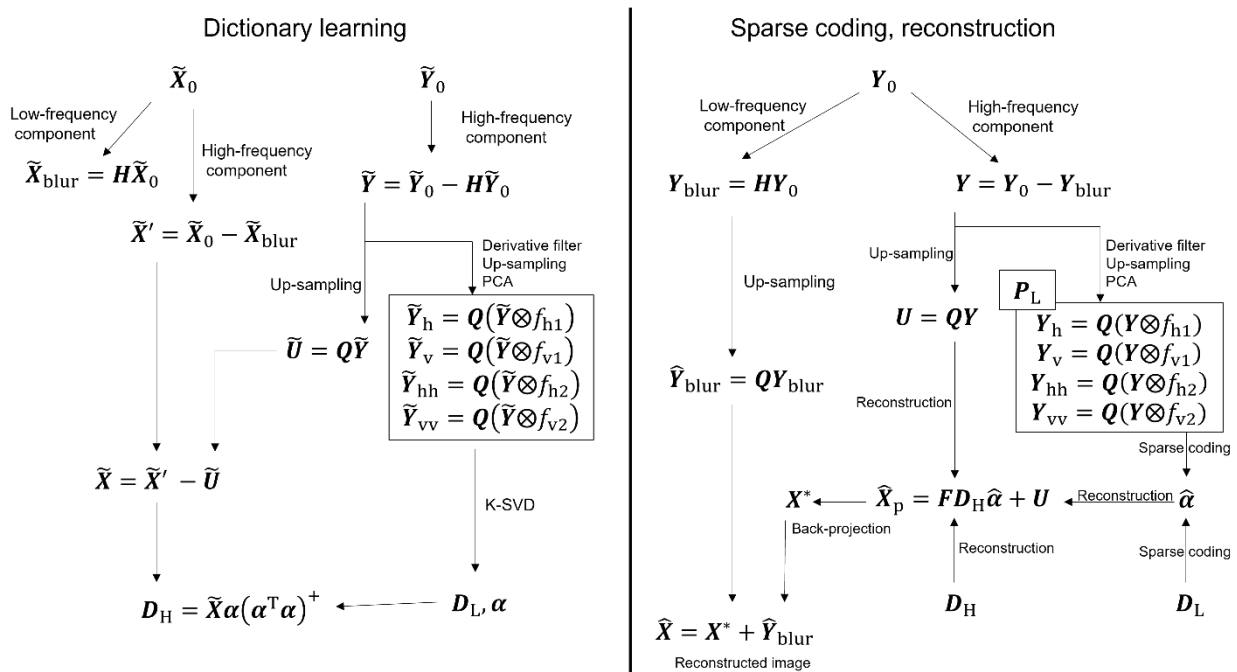 Dictionary learning
X̃₀
Ỹ₀
Low-frequency
component
High-frequency
component
High-frequency
component
X̃_blur = HX̃₀
Ỹ = Ỹ₀ − HỸ₀
X̃′ = X̃₀ − X̃_blur
Up-sampling
Derivative filter
Up-sampling
PCA
Ũ = QỸ
Ỹ_h = Q(Ỹ⊗f_h1)
Ỹ_v = Q(Ỹ⊗f_v1)
Ỹ_hh = Q(Ỹ⊗f_h2)
Ỹ_vv = Q(Ỹ⊗f_v2)
X̃ = X̃′ − Ũ
K-SVD
D_H = X̃α(αᵀα)⁺
D_L, α
Sparse coding, reconstruction
Y₀
Low-frequency
component
High-frequency
component
Y_blur = HY₀
Y = Y₀ − Y_blur
Up-sampling
Up-sampling
Derivative filter
Up-sampling
PCA
P_L
U = QY
Y_h = Q(Y⊗f_h1)
Y_v = Q(Y⊗f_v1)
Y_hh = Q(Y⊗f_h2)
Y_vv = Q(Y⊗f_v2)
Ŷ_blur = QY_blur
Reconstruction
Sparse coding
X*
X̂_p = FD_Hα̂ + U
Reconstruction
α̂
Back-projection
Reconstruction
Sparse coding
D_H
D_L
X̂ = X* + Ŷ_blur
Reconstructed image